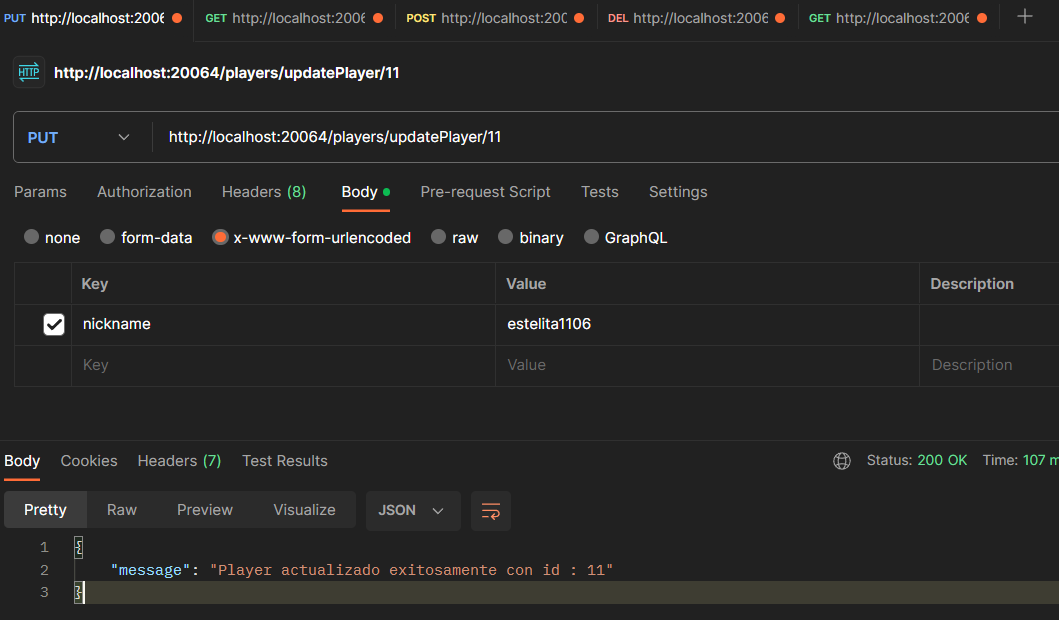 PUT http://localhost:2006 GET http://localhost:2006 POST http://localhost:200 DEL http://localhost:2006 GET http://localhost:2006 +
HTTP http://localhost:20064/players/updatePlayer/11
PUT http://localhost:20064/players/updatePlayer/11
Params Authorization Headers (8) Body Pre-request Script Tests Settings
none form-data x-www-form-urlencoded raw binary GraphQL
Key Value Description
nickname estelita1106
Key Value Description
Body Cookies Headers (7) Test Results Status: 200 OK Time: 107 m
Pretty Raw Preview Visualize JSON
1 {
2 "message": "Player actualizado exitosamente con id : 11"
3 }